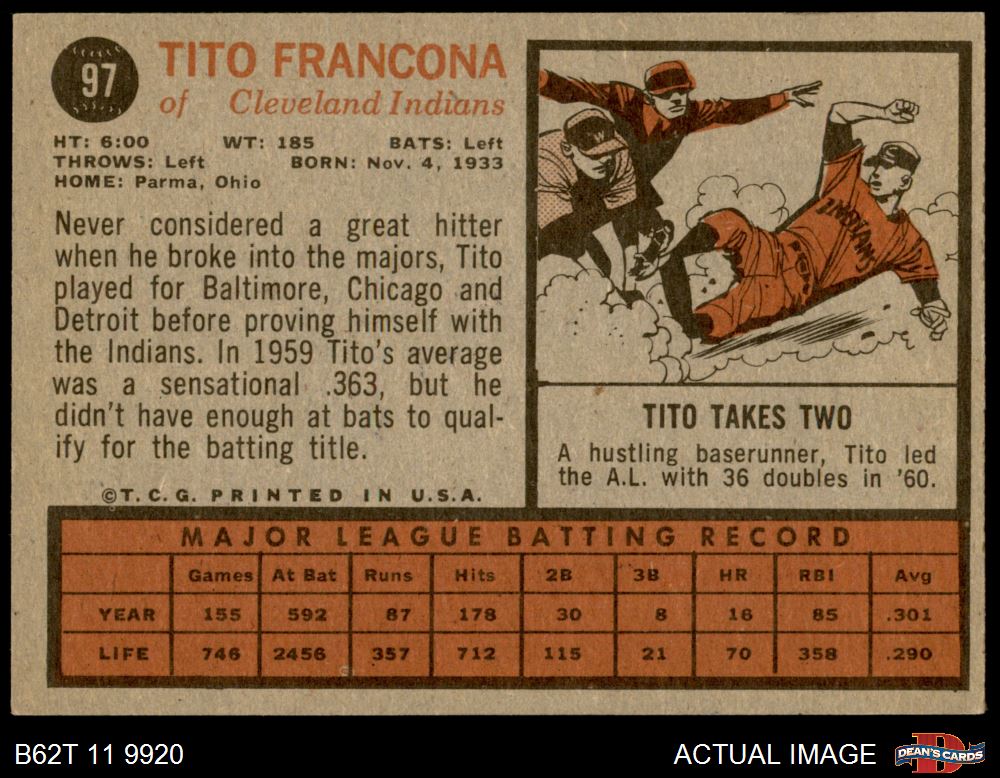 97
TITO FRANCONA
of Cleveland Indians
HT: 6:00 WT: 185 BATS: Left
THROWS: Left BORN: Nov. 4, 1933
HOME: Parma, Ohio
Never considered a great hitter
when he broke into the majors, Tito
played for Baltimore, Chicago and
Detroit before proving himself with
the Indians. In 1959 Tito's average
was a sensational .363, but he
didn't have enough at bats to qual-
ify for the batting title.
©T.C.G. PRINTED IN U.S.A.
W
C
INDIANS
TITO TAKES TWO
A hustling baserunner, Tito led
the A.L. with 36 doubles in '60.
MAJOR LEAGUE BATTING RECORD
Games At Bat Runs Hits 2B 3B HR RBI Avg
YEAR 155 592 87 178 30 8 16 85 .301
LIFE 746 2456 357 712 115 21 70 358 .290
B62T 11 9920
ACTUAL IMAGE
D
DEAN'S CARDS